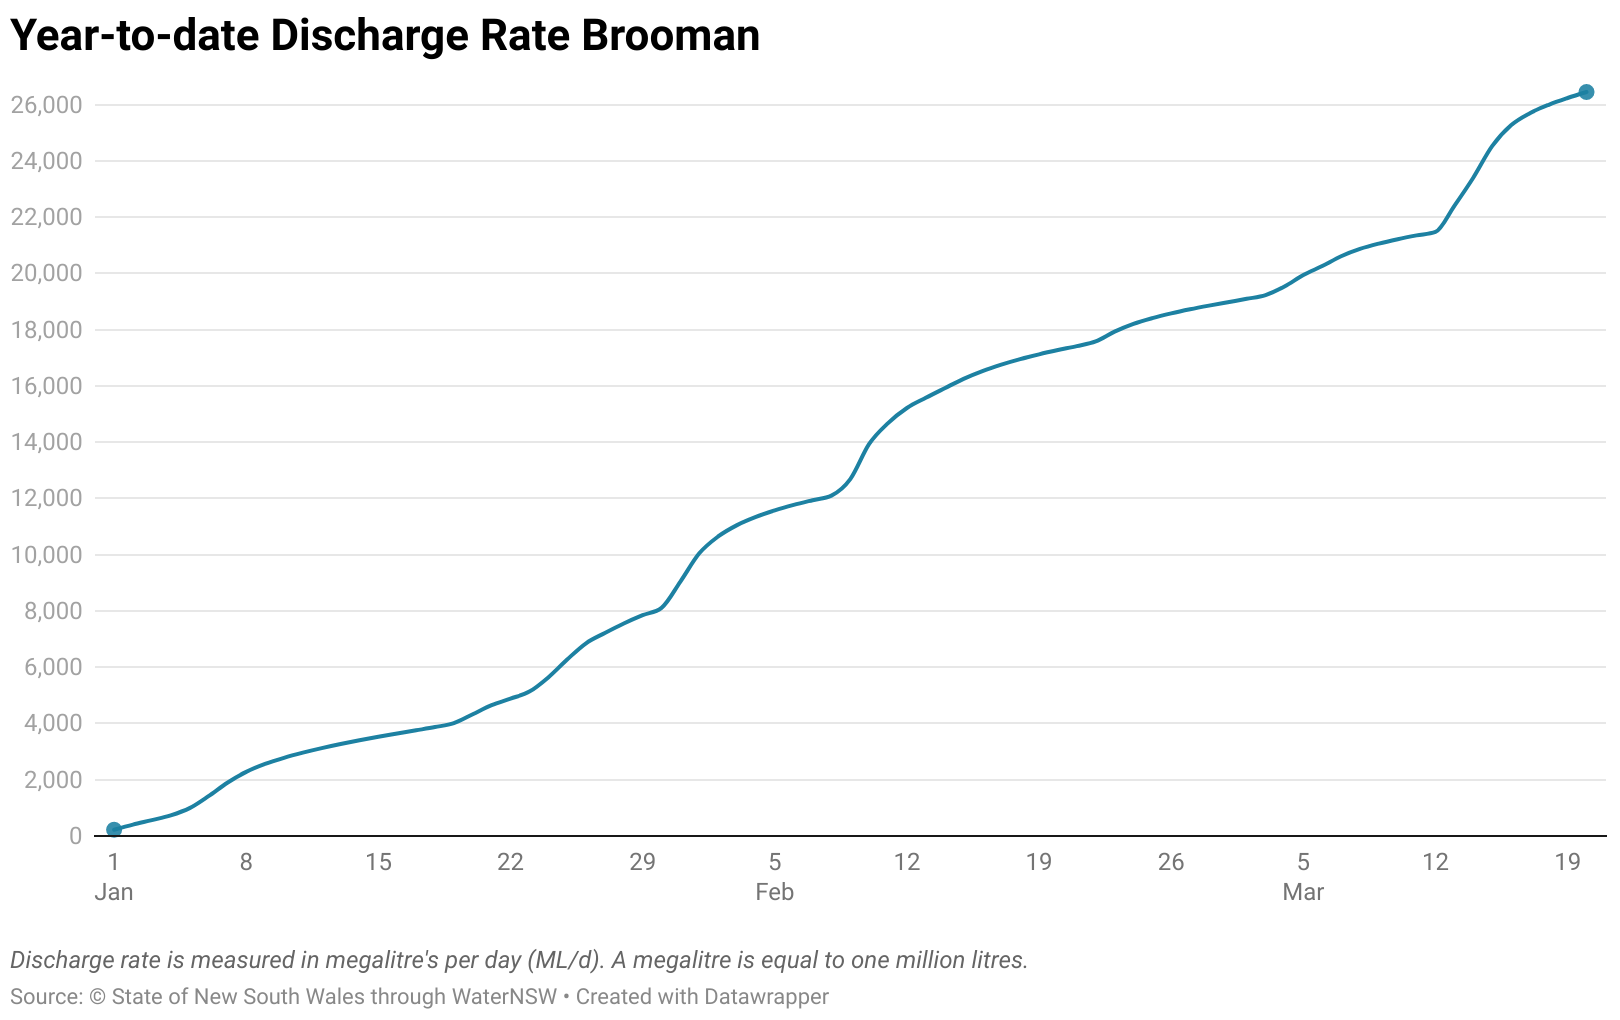 Year-to-date Discharge Rate Brooman
26,000
24,000
22,000
20,000
18,000
16,000
14,000
12,000
10,000
8,000
6,000
4,000
2,000
0
1 8 15 22 29 5 12 19 26 5 12 19
Jan Feb Mar
Discharge rate is measured in megalitre's per day (ML/d). A megalitre is equal to one million litres.
Source: © State of New South Wales through WaterNSW • Created with Datawrapper